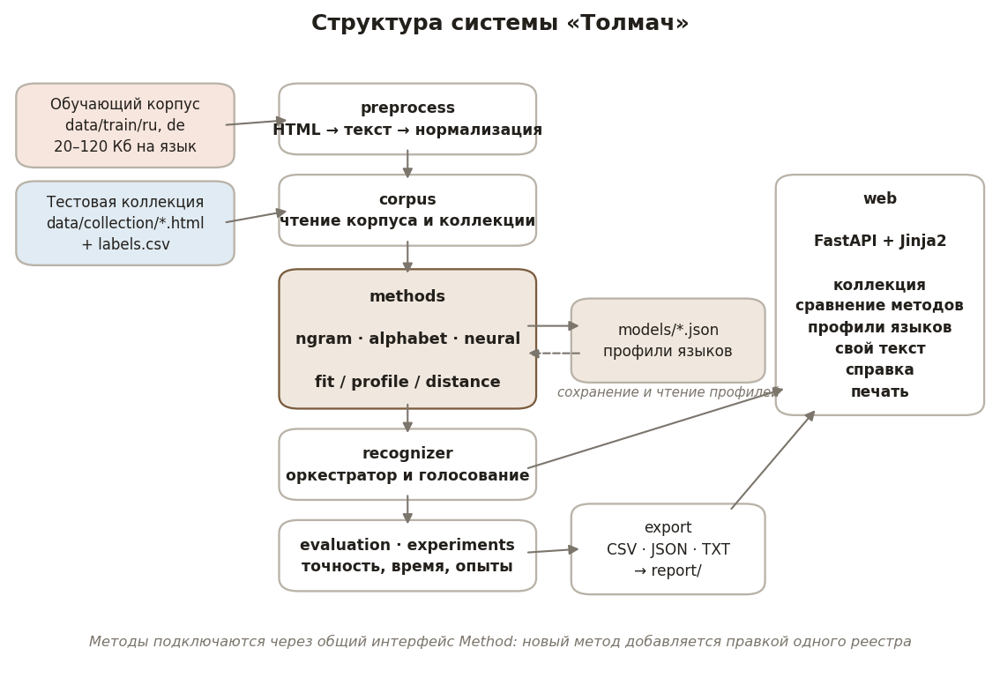 Структура системы «Толмач»
Обучающий корпус
data/train/ru, de
20–120 Кб на язык
Тестовая коллекция
data/collection/*.html
+ labels.csv
preprocess
HTML → текст → нормализация
corpus
чтение корпуса и коллекции
methods
ngram · alphabet · neural
fit / profile / distance
models/*.json
профили языков
сохранение и чтение профилей
web
FastAPI + Jinja2
коллекция
сравнение методов
профили языков
свой текст
справка
печать
recognizer
оркестратор и голосование
evaluation · experiments
точность, время, опыты
export
CSV · JSON · TXT
→ report/
Методы подключаются через общий интерфейс Method: новый метод добавляется правкой одного реестра